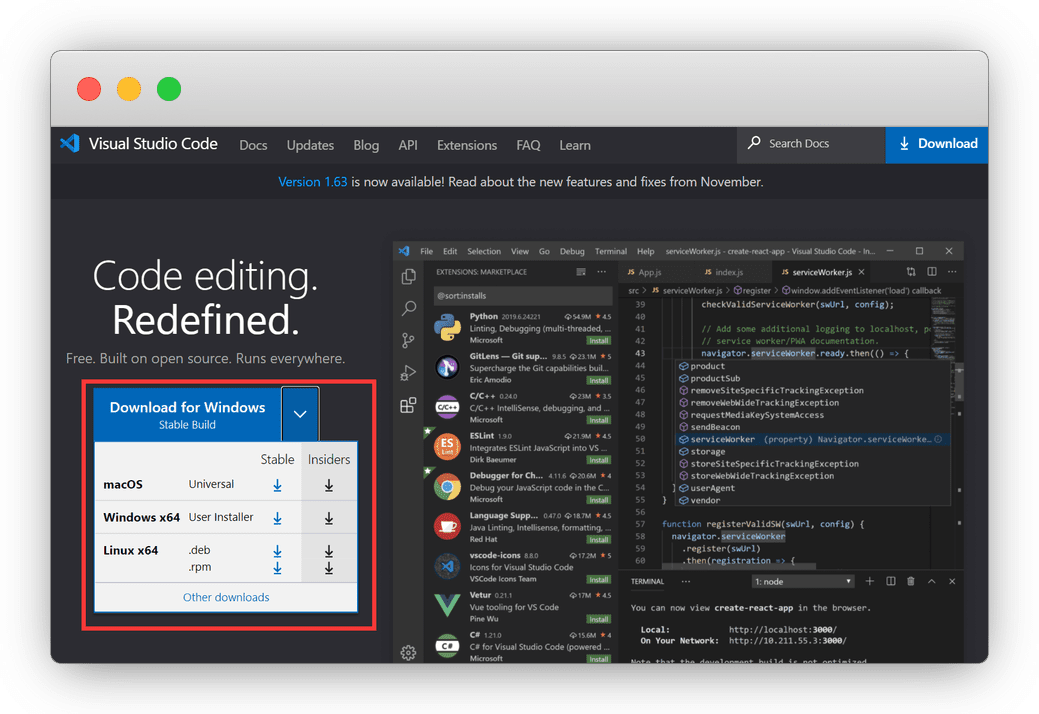 Visual Studio Code Docs Updates Blog API Extensions FAQ Learn Search Docs Download
Version 1.63 is now available! Read about the new features and fixes from November.
Code editing.
Redefined.
Free. Built on open source. Runs everywhere.
Download for Windows
Stable Build
Stable Insiders
macOS Universal
Windows x64 User Installer
Linux x64 .deb
.rpm
Other downloads
File Edit Selection View Go Debug Terminal Help serviceWorker.js - create-react-app - Visual Studio Code - In...
EXTENSIONS: MARKETPLACE
@sort:installs
Python 2019.6.24221 54.9M 4.5
Linting, Debugging (multi-threaded, ...
Microsoft Install
GitLens — Git sup... 9.8.5 23.1M 5
Supercharge the Git capabilities buil...
Eric Amodio Install
C/C++ 0.24.0 23M 3.5
C/C++ IntelliSense, debugging, and ...
Microsoft Install
ESLint 1.9.0 21.9M 4.5
Integrates ESLint JavaScript into VS ...
Dirk Baeumer Install
Debugger for Ch... 4.11.6 20.6M 4
Debug your JavaScript code in the C...
Microsoft Install
Language Supp... 0.47.0 18.7M 4.5
Java Linting, Intellisense, formatting, ...
Red Hat Install
vscode-icons 8.8.0 17.2M 5
Icons for Visual Studio Code
VSCode Icons Team Install
Vetur 0.21.1 17M 4.5
Vue tooling for VS Code
Pine Wu Install
C# 1.21.0 15.6M 4
C# for Visual Studio Code (powered ...
Microsoft Install
JS App.js JS index.js JS serviceWorker.js
src > JS serviceWorker.js > register > window.addEventListener('load') callback
39 checkValidServiceWorker(swUrl, config);
40
41 // Add some additional logging to localhost, p
42 // service worker/PWA documentation.
43 navigator.serviceWorker.ready.then(() => {
44 product
45 productSub
46 removeSiteSpecificTrackingException
47 removeWebWideTrackingException
48 requestMediaKeySystemAccess
49 sendBeacon
50 serviceWorker (property) Navigator.serviceWorke...
51 storage
52 storeSiteSpecificTrackingException
53 storeWebWideTrackingException
54 } userAgent
55 } vendor
56
57 function registerValidSW(swUrl, config) {
58 navigator.serviceWorker
59 .register(swUrl)
60 .then(registration => {
TERMINAL ... 1: node
You can now view create-react-app in the browser.
Local: http://localhost:3000/
On Your Network: http://10.211.55.3:3000/
Note that the development build is not optimized.